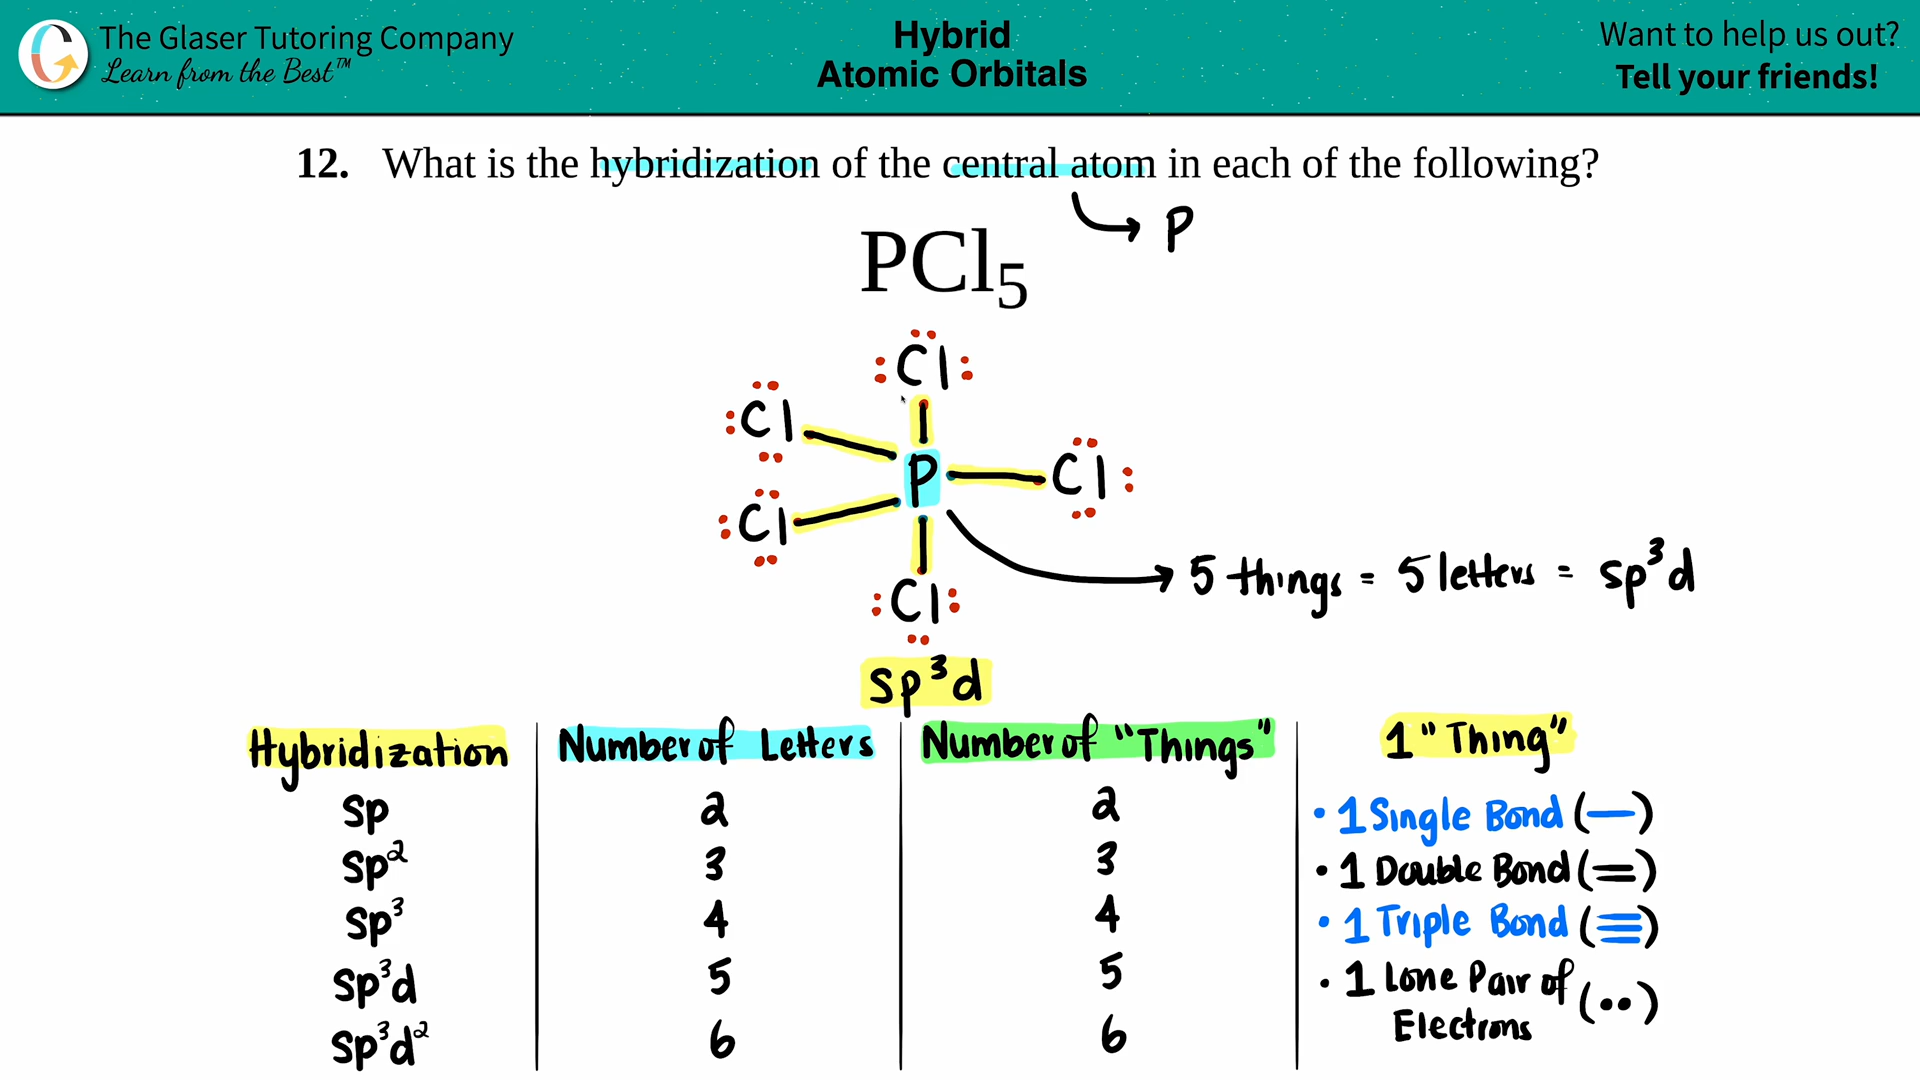 The Glaser Tutoring Company
Learn from the Best™
Hybrid
Atomic Orbitals
Want to help us out?
Tell your friends!
12. What is the hybridization of the central atom in each of the following?
P
PCl₅
Cl
Cl
P
Cl
Cl
5 things = 5 letters = sp³d
Cl
sp³d
Hybridization Number of Letters Number of "Things" 1 "Thing"
sp 2 2 • 1 Single Bond (—)
sp² 3 3 • 1 Double Bond (=)
sp³ 4 4 • 1 Triple Bond (≡)
sp³d 5 5 • 1 Lone Pair of Electrons (••)
sp³d² 6 6